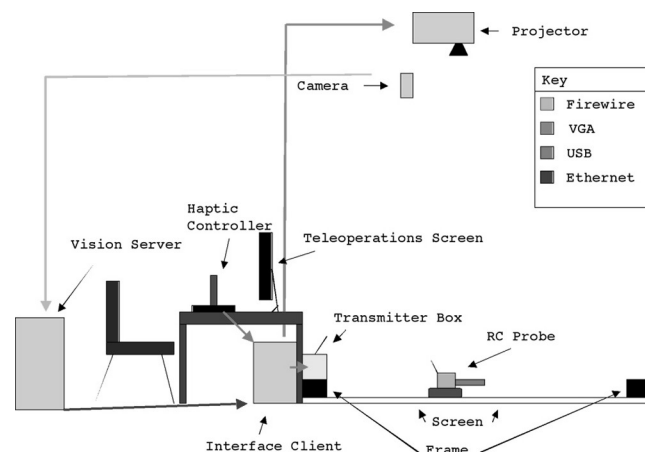 Projector
Camera
Key
Firewire
VGA
USB
Ethernet
Haptic
Controller
Vision Server
Teleoperations Screen
Transmitter Box
RC Probe
Screen
Interface Client
Frame